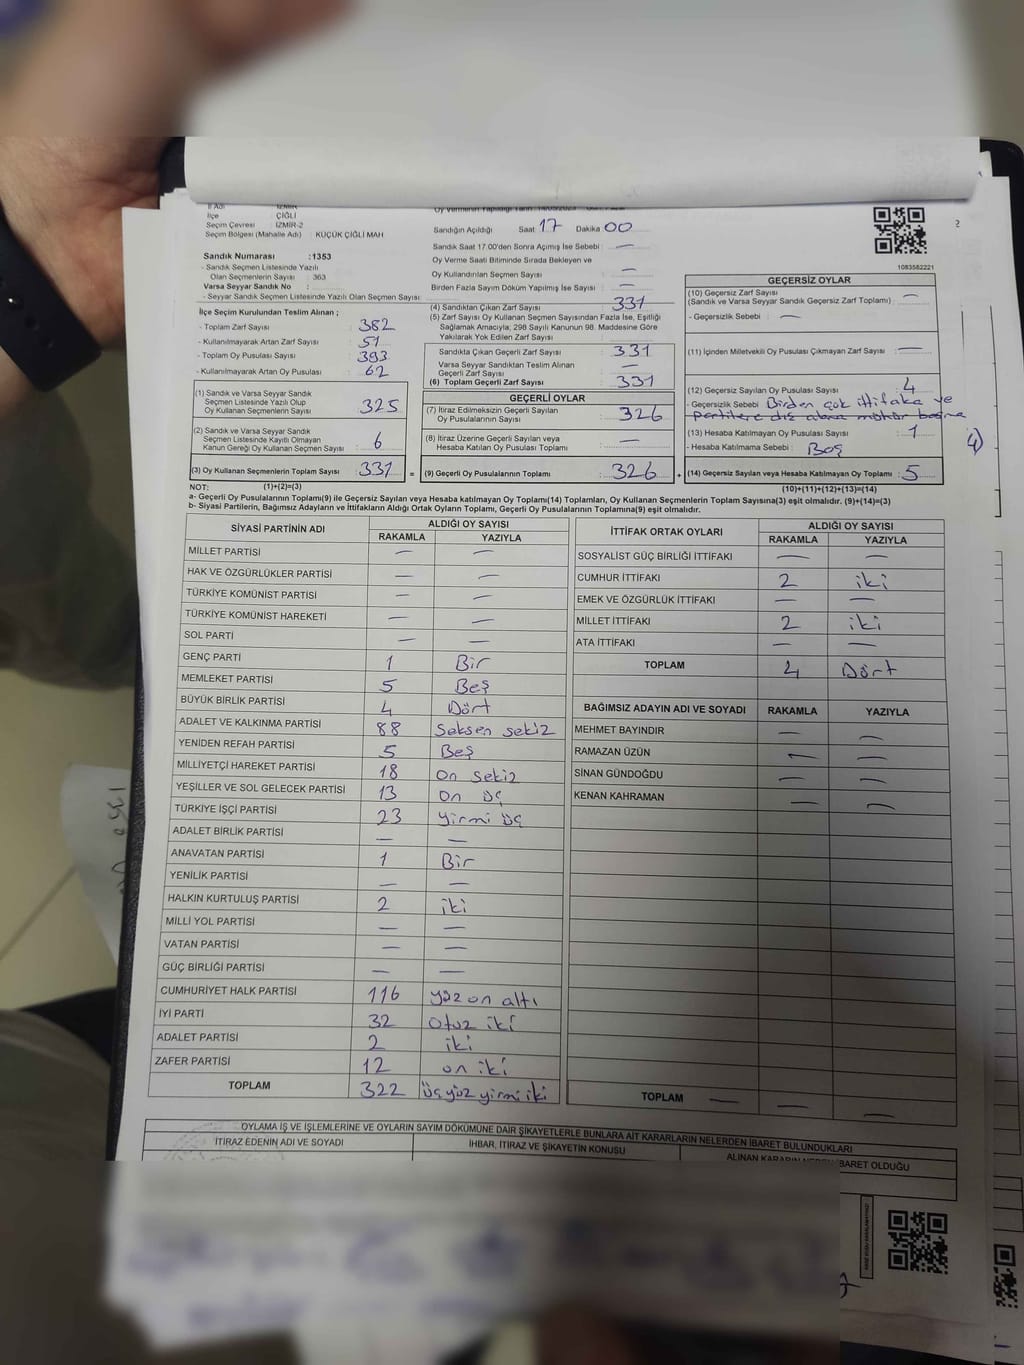 İl Adı : İZMİR
İlçe : ÇİĞLİ
Seçim Çevresi : İZMİR-2
Seçim Bölgesi (Mahalle Adı) : KÜÇÜK ÇİĞLİ MAH
Sandık Numarası :1353
- Sandık Seçmen Listesinde Yazılı
Olan Seçmenlerin Sayısı : 363
Varsa Seyyar Sandık No :
- Seyyar Sandık Seçmen Listesinde Yazılı Olan Seçmen Sayısı :
İlçe Seçim Kurulundan Teslim Alınan ;
- Toplam Zarf Sayısı : 382
- Kullanılmayarak Artan Zarf Sayısı : 51
- Toplam Oy Pusulası Sayısı : 393
- Kullanılmayarak Artan Oy Pusulası : 62
(1) Sandık ve Varsa Seyyar Sandık
Seçmen Listesinde Yazılı Olup
Oy Kullanan Seçmenlerin Sayısı : 325
(2) Sandık ve Varsa Seyyar Sandık
Seçmen Listesinde Kayıtlı Olmayan
Kanun Gereği Oy Kullanan Seçmen Sayısı : 6
(3) Oy Kullanan Seçmenlerin Toplam Sayısı : 331 =
Sandığın Açıldığı Saat 17 Dakika 00
Sandık Saat 17:00'den Sonra Açımış İse Sebebi : —
Oy Verme Saati Bitiminde Sırada Bekleyen ve
Oy Kullandırılan Seçmen Sayısı : —
Birden Fazla Sayım Döküm Yapılmış İse Sayısı : —
(4) Sandıktan Çıkan Zarf Sayısı : 331
(5) Zarf Sayısı Oy Kullanan Seçmen Sayısından Fazla İse, Eşitliği
Sağlamak Amacıyla; 298 Sayılı Kanunun 98. Maddesine Göre
Yakılarak Yok Edilen Zarf Sayısı :
Sandıkta Çıkan Geçerli Zarf Sayısı : 331
Varsa Seyyar Sandıktan Teslim Alınan
Geçerli Zarf Sayısı : —
(6) Toplam Geçerli Zarf Sayısı : 331
GEÇERLİ OYLAR
(7) İtiraz Edilmeksizin Geçerli Sayılan
Oy Pusulalarının Sayısı : 326
(8) İtiraz Üzerine Geçerli Sayılan veya
Hesaba Katılan Oy Pusulası Toplamı : —
(9) Geçerli Oy Pusulalarının Toplamı : 326 +
1083582221
GEÇERSİZ OYLAR
(10) Geçersiz Zarf Sayısı : —
(Sandık ve Varsa Seyyar Sandık Geçersiz Zarf Toplamı)
- Geçersizlik Sebebi : —
(11) İçinden Milletvekili Oy Pusulası Çıkmayan Zarf Sayısı : —
(12) Geçersiz Sayılan Oy Pusulası Sayısı : 4
- Geçersizlik Sebebi Birden çok ittifaka ve
(13) Hesaba Katılmayan Oy Pusulası Sayısı : 1
- Hesaba Katılmama Sebebi : Boş
(14) Geçersiz Sayılan veya Hesaba Katılmayan Oy Toplamı : 5
NOT: (1)+(2)=(3)
(10)+(11)+(12)+(13)=(14)
a- Geçerli Oy Pusulalarının Toplamı(9) ile Geçersiz Sayılan veya Hesaba katılmayan Oy Toplamı(14) Toplamları, Oy Kullanan Seçmenlerin Toplam Sayısına(3) eşit olmalıdır. (9)+(14)=(3)
b- Siyasi Partilerin, Bağımsız Adayların ve İttifakların Aldığı Ortak Oyların Toplamı, Geçerli Oy Pusulalarının Toplamına(9) eşit olmalıdır.
SİYASİ PARTİNİN ADI ALDIĞI OY SAYISI
RAKAMLA YAZIYLA
MİLLET PARTİSİ — —
HAK VE ÖZGÜRLÜKLER PARTİSİ — —
TÜRKİYE KOMÜNİST PARTİSİ — —
TÜRKİYE KOMÜNİST HAREKETİ — —
SOL PARTİ — —
GENÇ PARTİ 1 Bir
MEMLEKET PARTİSİ 5 Beş
BÜYÜK BİRLİK PARTİSİ 4 Dört
ADALET VE KALKINMA PARTİSİ 88 Seksen sekiz
YENİDEN REFAH PARTİSİ 5 Beş
MİLLİYETÇİ HAREKET PARTİSİ 18 On sekiz
YEŞİLLER VE SOL GELECEK PARTİSİ 13 On üç
TÜRKİYE İŞÇİ PARTİSİ 23 Yirmi üç
ADALET BİRLİK PARTİSİ — —
ANAVATAN PARTİSİ 1 Bir
YENİLİK PARTİSİ — —
HALKIN KURTULUŞ PARTİSİ 2 iki
MİLLİ YOL PARTİSİ — —
VATAN PARTİSİ — —
GÜÇ BİRLİĞİ PARTİSİ — —
CUMHURİYET HALK PARTİSİ 116 yüz on altı
İYİ PARTİ 32 otuz iki
ADALET PARTİSİ 2 iki
ZAFER PARTİSİ 12 on iki
TOPLAM 322 Üçyüz yirmi iki
İTTİFAK ORTAK OYLARI ALDIĞI OY SAYISI
RAKAMLA YAZIYLA
SOSYALİST GÜÇ BİRLİĞİ İTTİFAKI — —
CUMHUR İTTİFAKI 2 iki
EMEK VE ÖZGÜRLÜK İTTİFAKI — —
MİLLET İTTİFAKI 2 iki
ATA İTTİFAKI — —
TOPLAM 4 Dört
BAĞIMSIZ ADAYIN ADI VE SOYADI RAKAMLA YAZIYLA
MEHMET BAYINDIR — —
RAMAZAN ÜZÜN — —
SİNAN GÜNDOĞDU — —
KENAN KAHRAMAN — —
TOPLAM — — —
OYLAMA İŞ VE İŞLEMLERİNE VE OYLARIN SAYIM DÖKÜMÜNE DAİR ŞİKAYETLERLE BUNLARA AİT KARARLARIN NELERDEN İBARET BULUNDUKLARI
İTİRAZ EDENİN ADI VE SOYADI İHBAR, İTİRAZ VE ŞİKAYETİN KONUSU ALINAN KARARIN NEDEN İBARET OLDUĞU